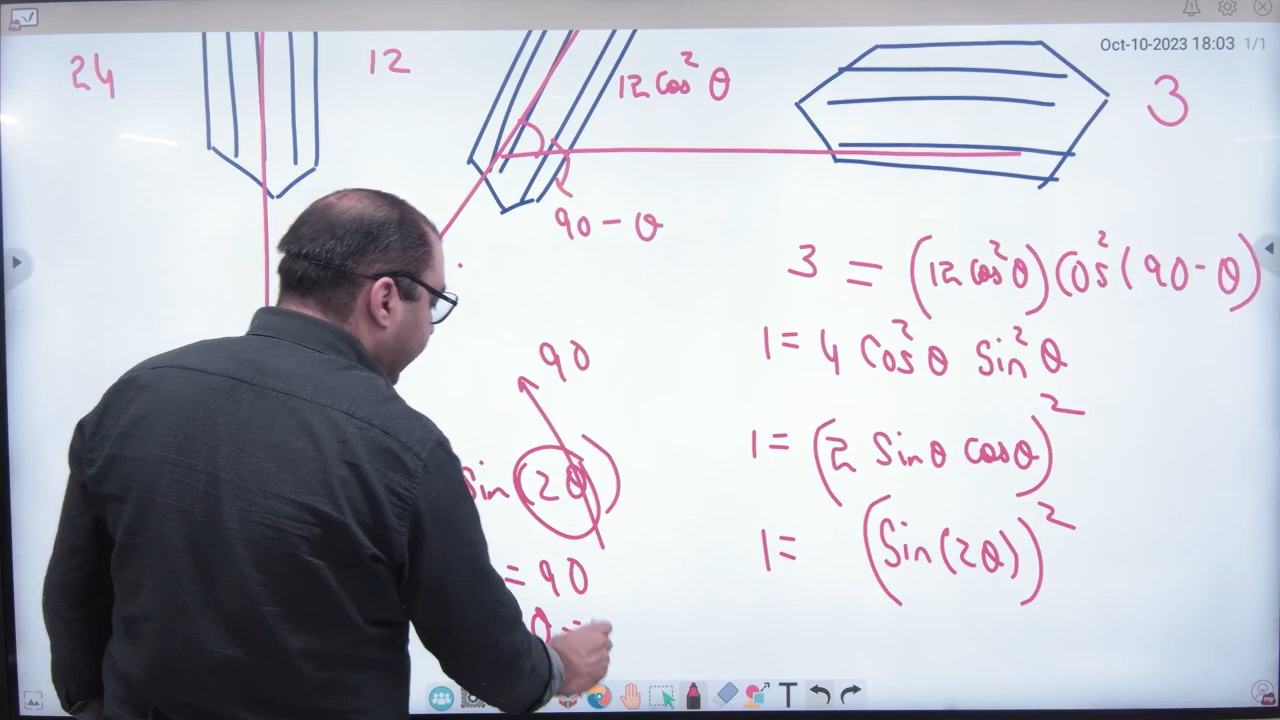 Oct-10-2023 18:03 1/1
24
12
12 cos² θ
3
90 - θ
3 = (12 cos² θ) cos² (90 - θ)
1 = 4 cos² θ sin² θ
90
1 = (2 sin θ cos θ)²
sin (2θ))
1 = (sin(2θ))²
= 90
θ =
T